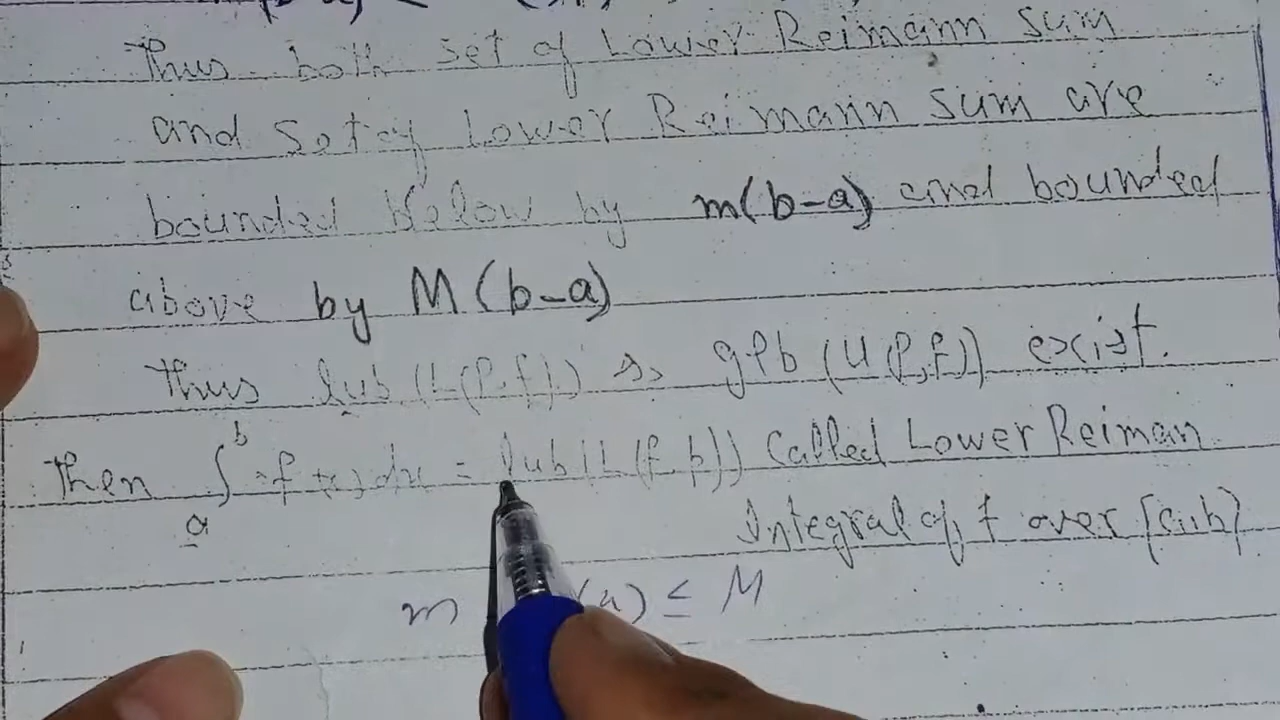 Thus both set of Lower Reimann sum
and set of Lower Reimann sum are
bounded below by m(b-a) and bounded
above by M(b-a)
Thus lub (L(P,f)) glb (U(P,f)) exist.
Then ∫_a^b f(x)dx = lub(L(f,p)) Called Lower Reiman
Integral of f over [a,b]
m (a) ≤ M